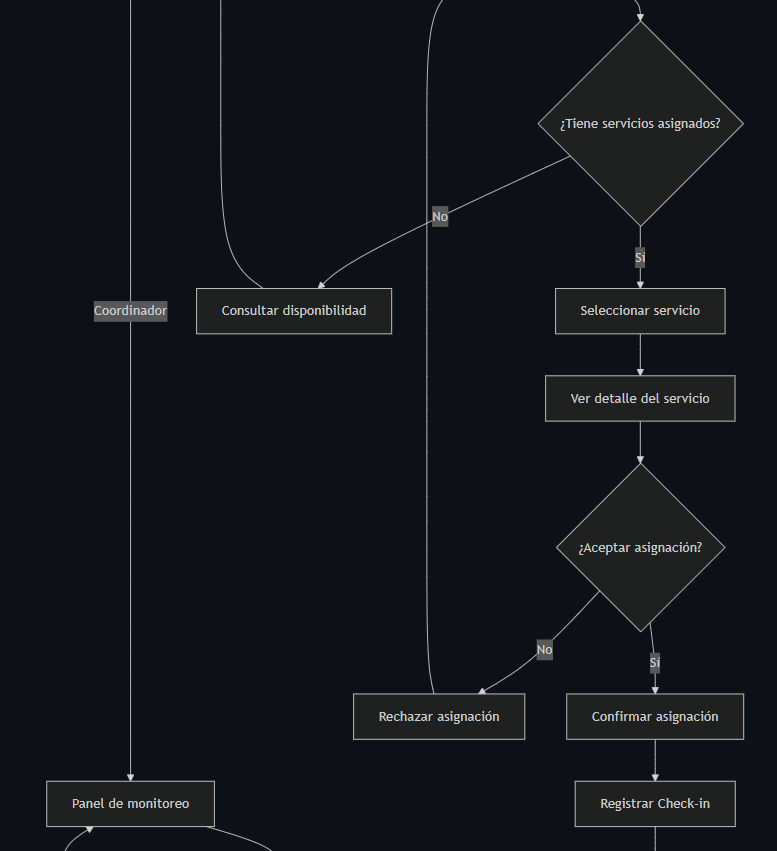 ¿Tiene servicios asignados?
No
Sí
Coordinador
Consultar disponibilidad
Seleccionar servicio
Ver detalle del servicio
¿Aceptar asignación?
No
Sí
Rechazar asignación
Confirmar asignación
Panel de monitoreo
Registrar Check-in